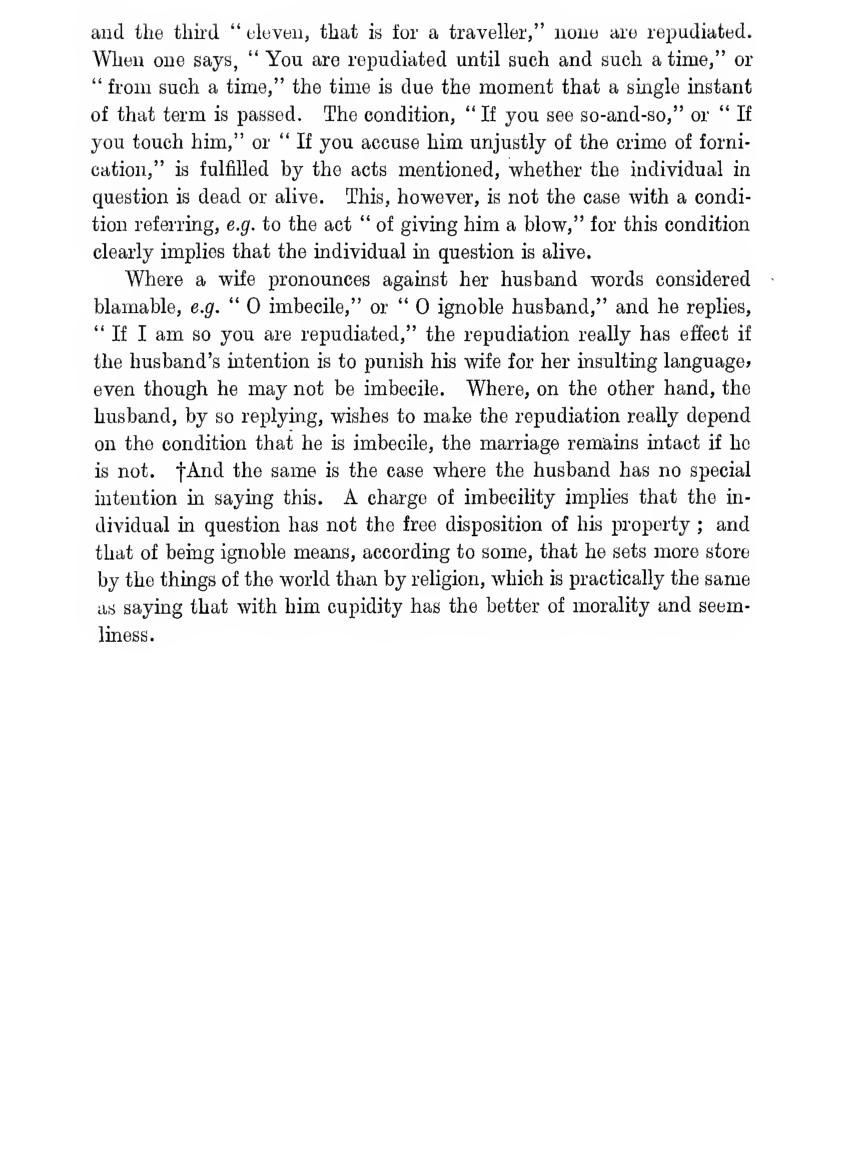 and the third “ eleven, that is for a traveller,” none are repudiated.
When one says, “ You are repudiated until such and such a time,” or
“ from such a time,” the time is due the moment that a single instant
of that term is passed. The condition, “ If you see so-and-so,” or “ If
you touch him,” or “ If you accuse him unjustly of the crime of forni-
cation,” is fulfilled by the acts mentioned, whether the individual in
question is dead or alive. This, however, is not the case with a condi-
tion referring, e.g. to the act “ of giving him a blow,” for this condition
clearly implies that the individual in question is alive.
Where a wife pronounces against her husband words considered
blamable, e.g. “ O imbecile,” or “ O ignoble husband,” and he replies,
“ If I am so you are repudiated,” the repudiation really has effect if
the husband’s intention is to punish his wife for her insulting language,
even though he may not be imbecile. Where, on the other hand, the
husband, by so replying, wishes to make the repudiation really depend
on the condition that he is imbecile, the marriage remains intact if he
is not. †And the same is the case where the husband has no special
intention in saying this. A charge of imbecility implies that the in-
dividual in question has not the free disposition of his property ; and
that of being ignoble means, according to some, that he sets more store
by the things of the world than by religion, which is practically the same
as saying that with him cupidity has the better of morality and seem-
liness.